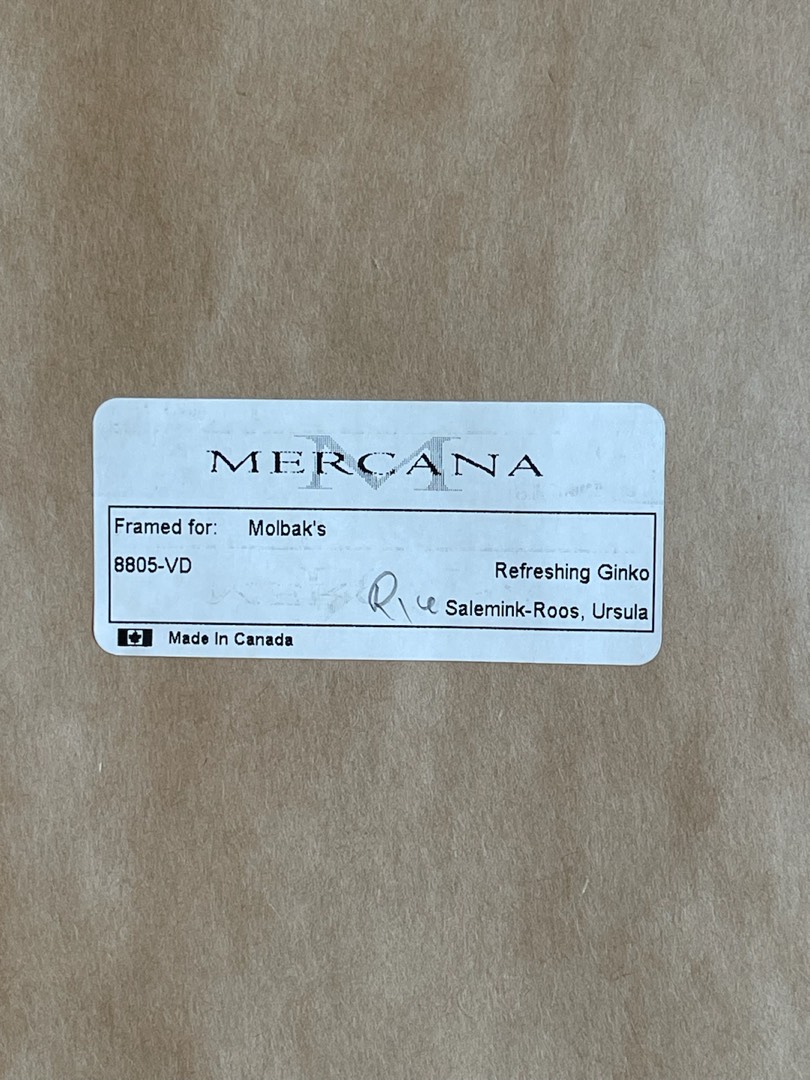 MERCANA
Framed for: Molbak's
8805-VD
Refreshing Ginko
Salemink-Roos, Ursula
Made In Canada